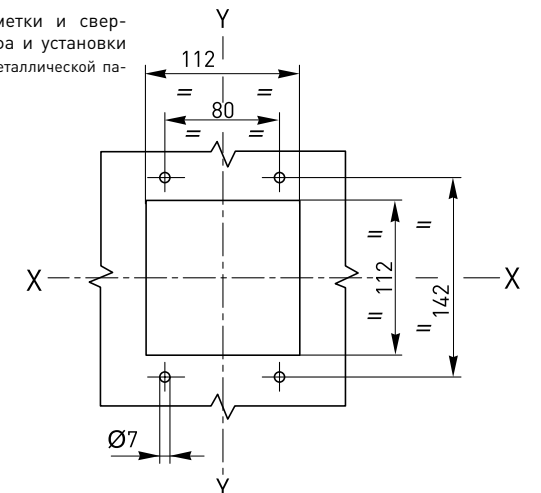 метки и свер-
ра и установки
еталлической па-
Y
112
= =
80
= =
X
X
112
= =
142
= =
Ø7
Y